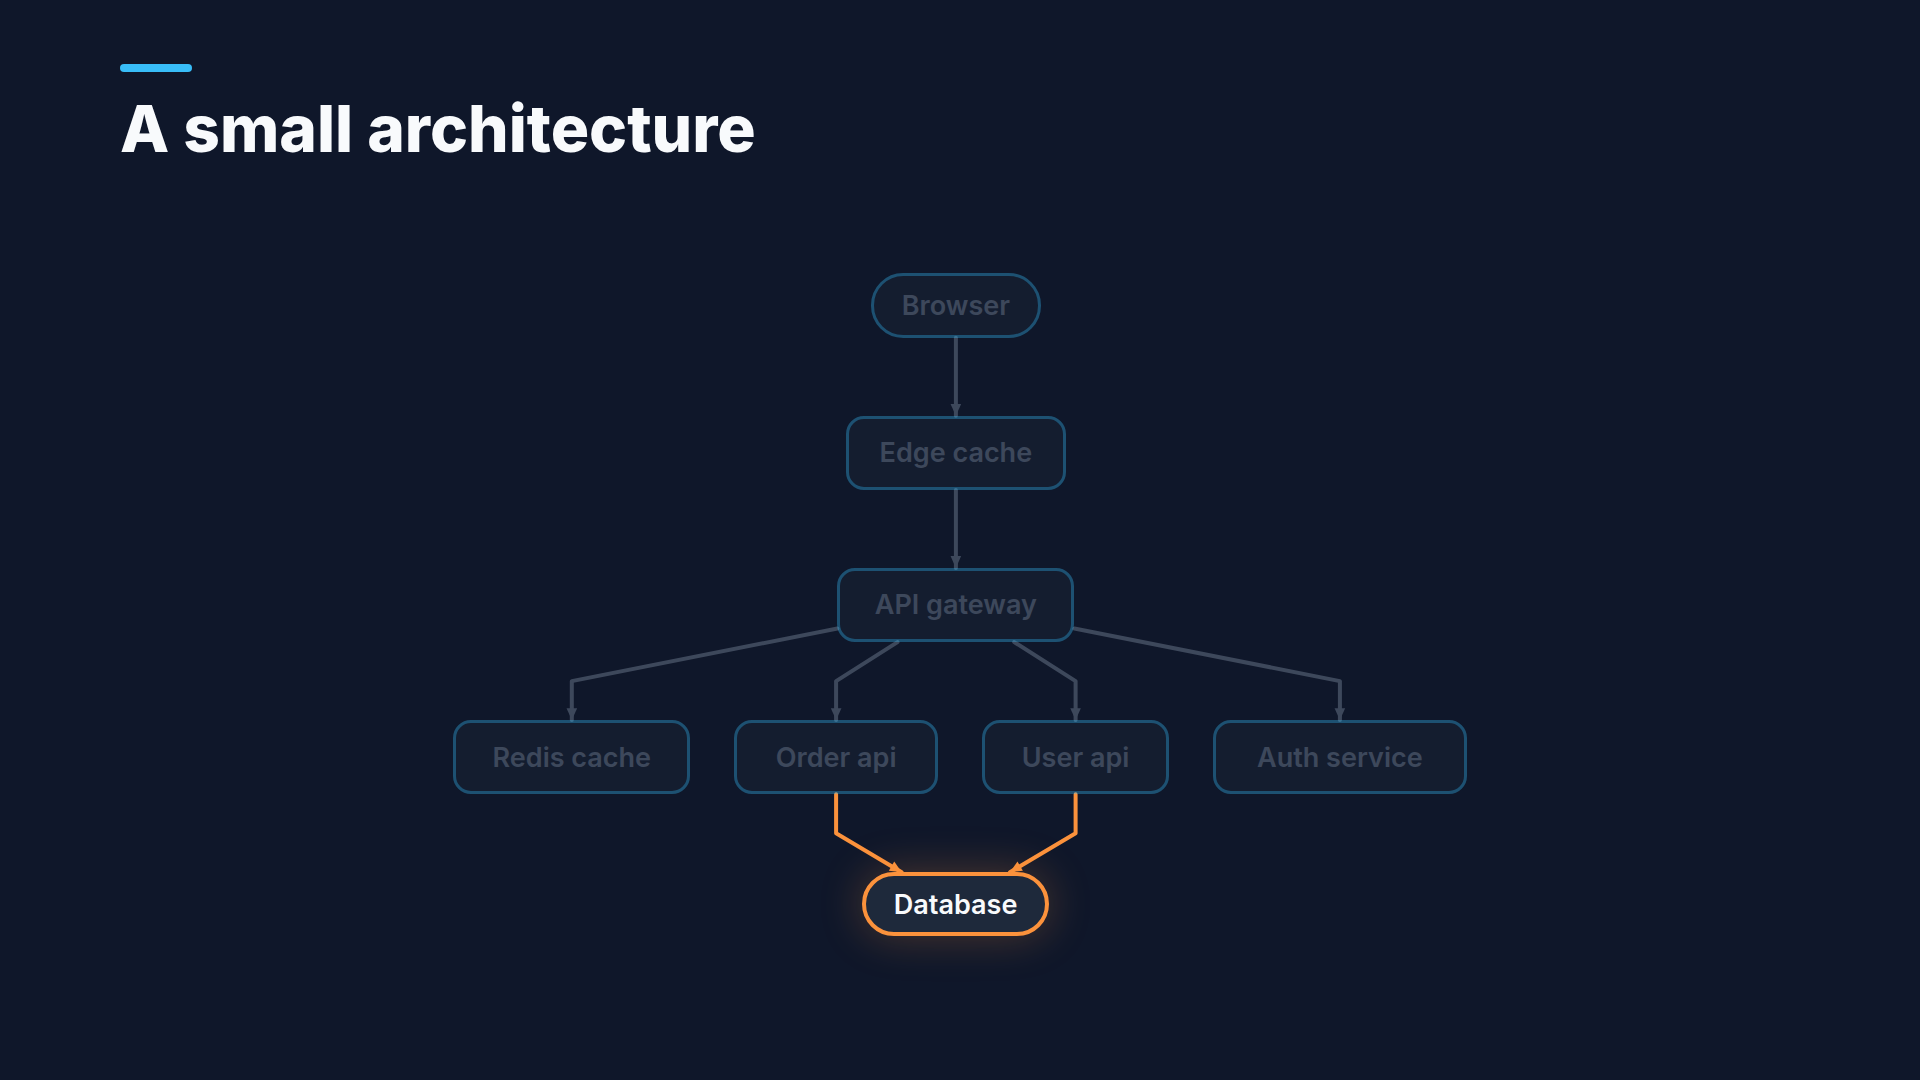 A small architecture
Browser
Edge cache
API gateway
Redis cache
Order api
User api
Auth service
Database